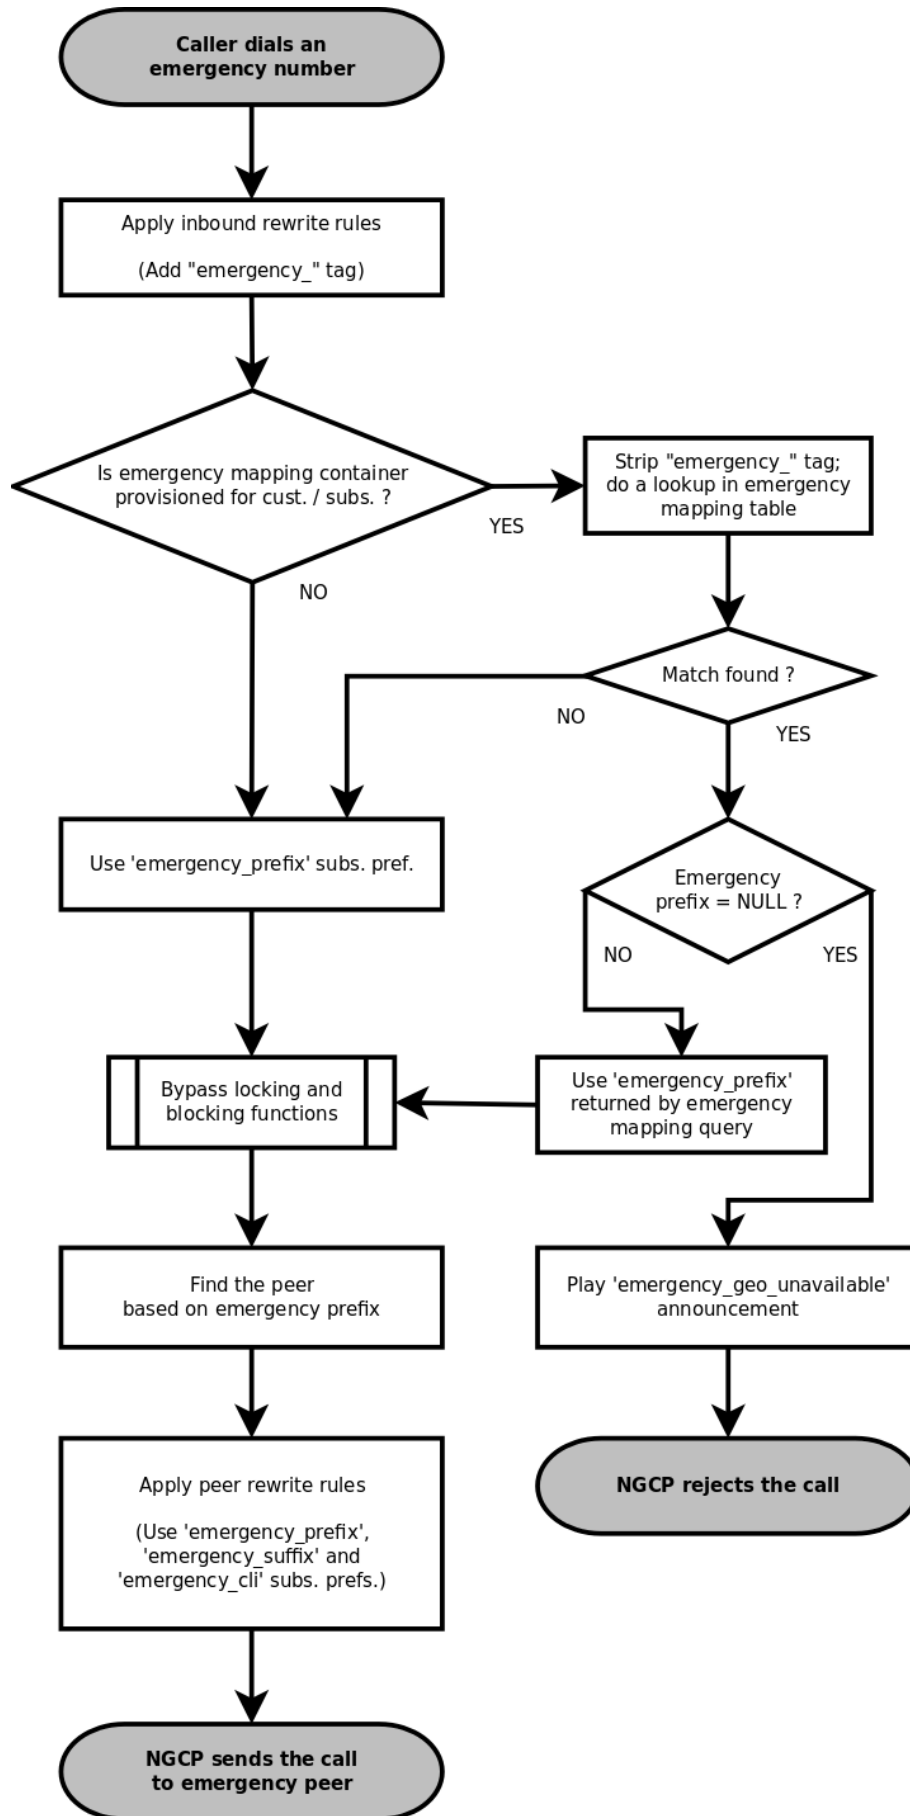 Caller dials an
emergency number
Apply inbound rewrite rules
(Add "emergency_" tag)
Is emergency mapping container
provisioned for cust. / subs. ?
YES
NO
Strip "emergency_" tag;
do a lookup in emergency
mapping table
Match found ?
NO
YES
Use 'emergency_prefix' subs. pref.
Emergency
prefix = NULL ?
NO
YES
Bypass locking and
blocking functions
Use 'emergency_prefix'
returned by emergency
mapping query
Find the peer
based on emergency prefix
Play 'emergency_geo_unavailable'
announcement
Apply peer rewrite rules
(Use 'emergency_prefix',
'emergency_suffix' and
'emergency_cli' subs. prefs.)
NGCP rejects the call
NGCP sends the call
to emergency peer